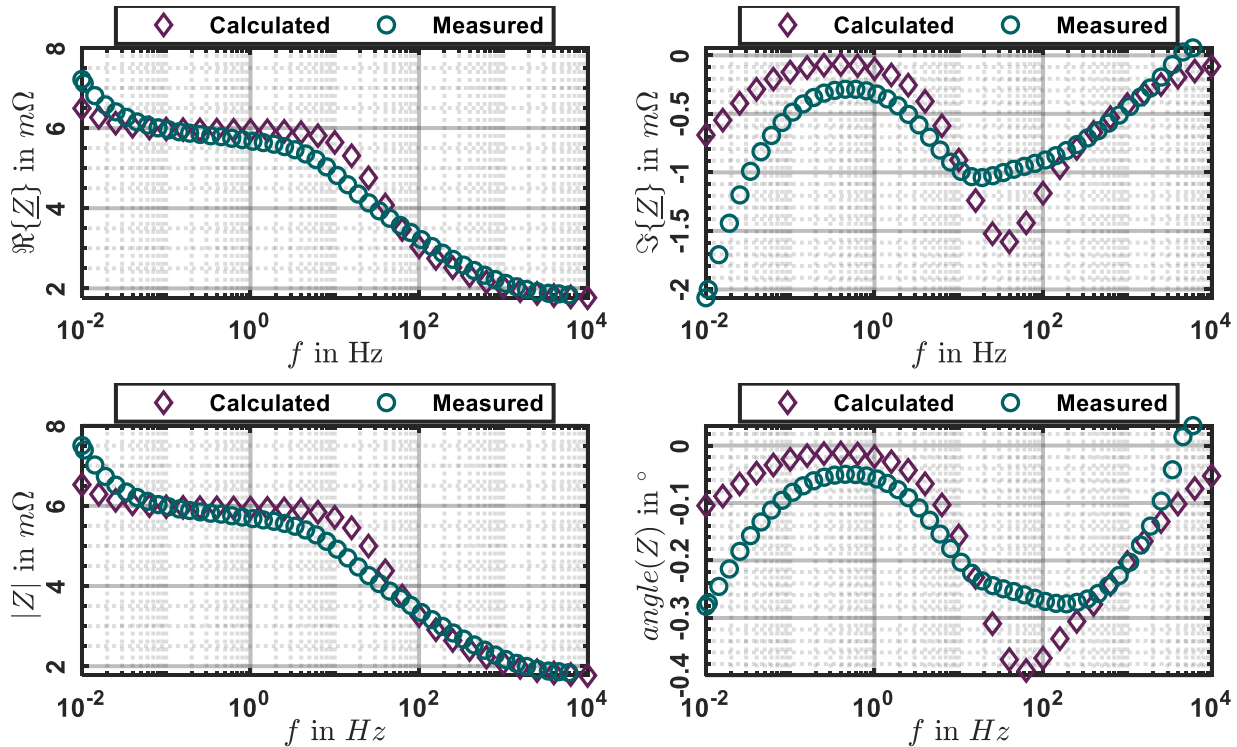 Calculated Measured
Calculated Measured
8
6
4
2
ℜ{Z} in mΩ
10^-2 10^0 10^2 10^4
f in Hz
0
-0.5
-1
-1.5
-2
ℑ{Z} in mΩ
10^-2 10^0 10^2 10^4
f in Hz
Calculated Measured
Calculated Measured
8
6
4
2
|Z| in mΩ
10^-2 10^0 10^2 10^4
f in Hz
0
-0.1
-0.2
-0.3
-0.4
angle(Z) in °
10^-2 10^0 10^2 10^4
f in Hz